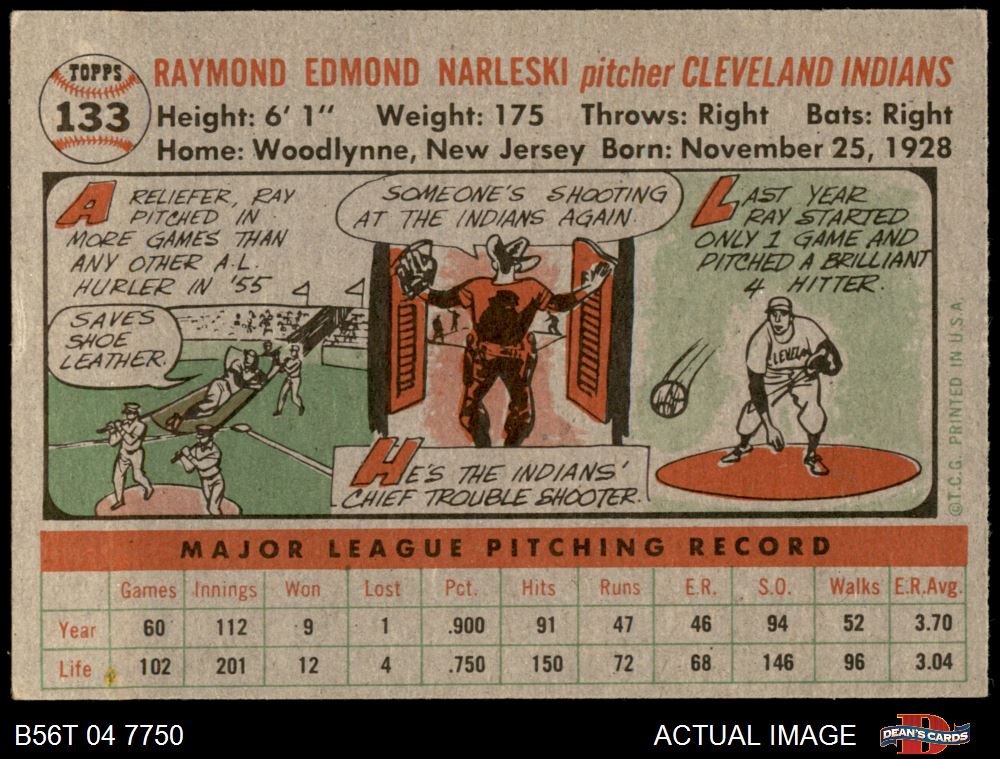 TOPPS
133
RAYMOND EDMOND NARLESKI pitcher CLEVELAND INDIANS
Height: 6' 1" Weight: 175 Throws: Right Bats: Right
Home: Woodlynne, New Jersey Born: November 25, 1928
A RELIEFER, RAY
PITCHED IN
MORE GAMES THAN
ANY OTHER A.L.
HURLER IN '55
SAVES
SHOE
LEATHER.
SOMEONE'S SHOOTING
AT THE INDIANS AGAIN.
HE'S THE INDIANS'
CHIEF TROUBLE SHOOTER.
LAST YEAR
RAY STARTED
ONLY 1 GAME AND
PITCHED A BRILLIANT
4 HITTER.
©T.C.G. PRINTED IN U.S.A.
MAJOR LEAGUE PITCHING RECORD
Games Innings Won Lost Pct. Hits Runs E.R. S.O. Walks E.R.Avg.
Year 60 112 9 1 .900 91 47 46 94 52 3.70
Life 102 201 12 4 .750 150 72 68 146 96 3.04
B56T 04 7750
ACTUAL IMAGE
DEAN'S CARDS